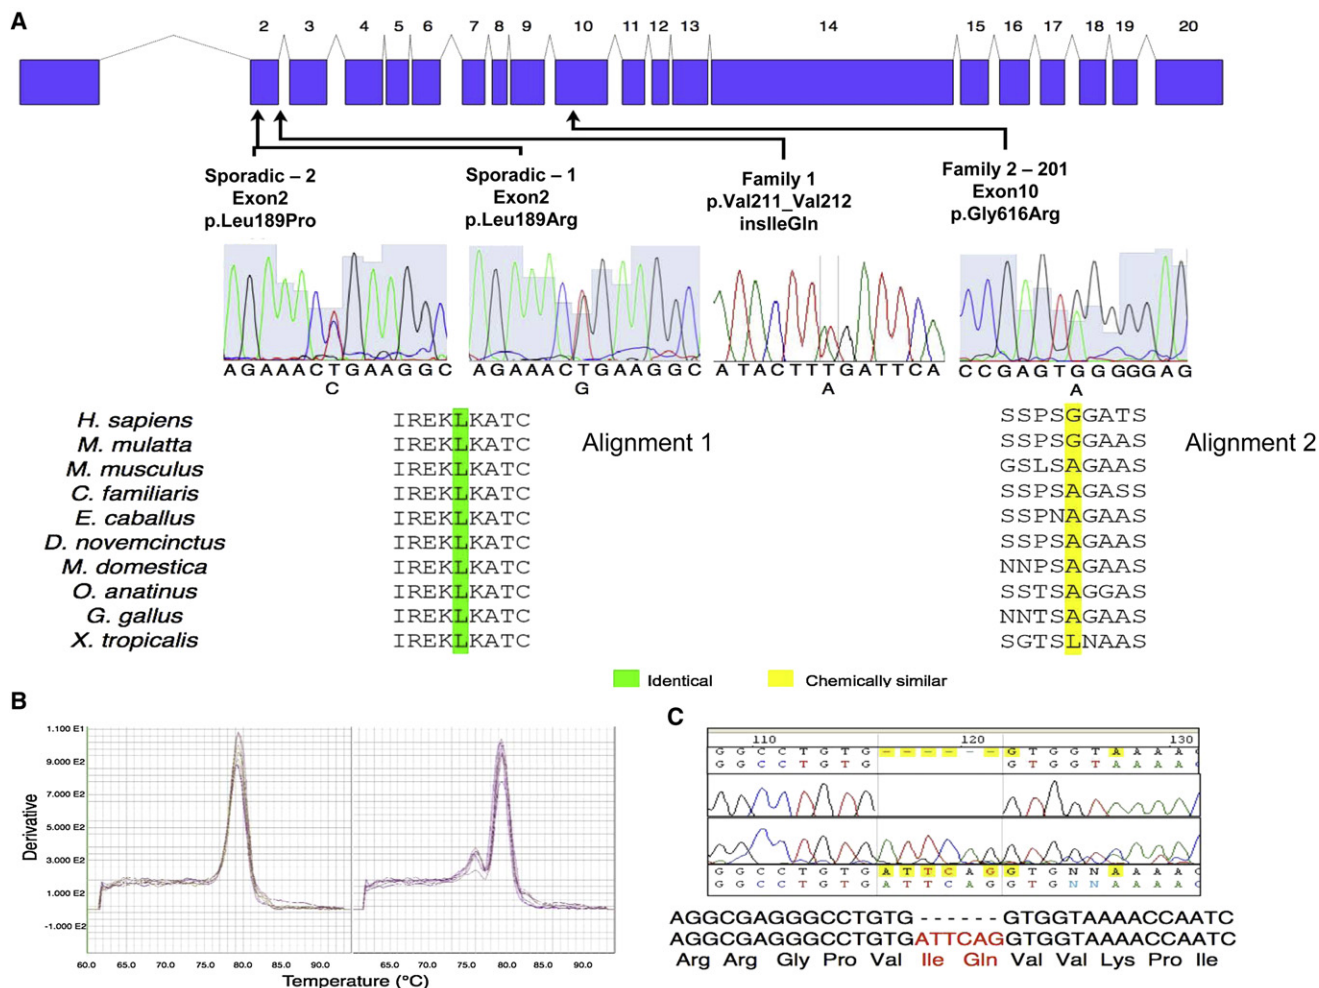 A
2 3 4 5 6 7 8 9 10 11 12 13 14 15 16 17 18 19 20
Sporadic – 2
Exon2
p.Leu189Pro
Sporadic – 1
Exon2
p.Leu189Arg
Family 1
p.Val211_Val212
insIleGln
Family 2 – 201
Exon10
p.Gly616Arg
AGAAACTGAAGGC
C
AGAAACTGAAGGC
G
ATACTTTGATTCA
A
CCGAGTGGGGGAG
A
H. sapiens IREKLKATC SSPSGGATS
M. mulatta IREKLKATC SSPSGGAAS
M. musculus IREKLKATC GSLSAGAAS
C. familiaris IREKLKATC SSPSAGASS
E. caballus IREKLKATC SSPNAGAAS
D. novemcinctus IREKLKATC SSPSAGAAS
M. domestica IREKLKATC NNPSAGAAS
O. anatinus IREKLKATC SSTSAGGAS
G. gallus IREKLKATC NNTSAGAAS
X. tropicalis IREKLKATC SGTSLNAAS
Alignment 1
Alignment 2
Identical
Chemically similar
B
Derivative
1.100 E1
9.000 E2
7.000 E2
5.000 E2
3.000 E2
1.000 E2
-1.000 E2
60.0 65.0 70.0 75.0 80.0 85.0 90.0 65.0 70.0 75.0 80.0 85.0 90.0
Temperature (°C)
C
110 120 130
G G C C T G T G - - - - - - G T G G T A A A A
G G C C T G T G G T G G T A A A A
G G C C T G T G A T T C A G G T G N N A A A A
G G C C T G T G A T T C A G G T G N N A A A A
AGGCGAGGGCCTGTG - - - - - - GTGGTAAAACCAATC
AGGCGAGGGCCTGTGATTCAGGTGGTAAAACCAATC
Arg Arg Gly Pro Val Ile Gln Val Val Lys Pro Ile